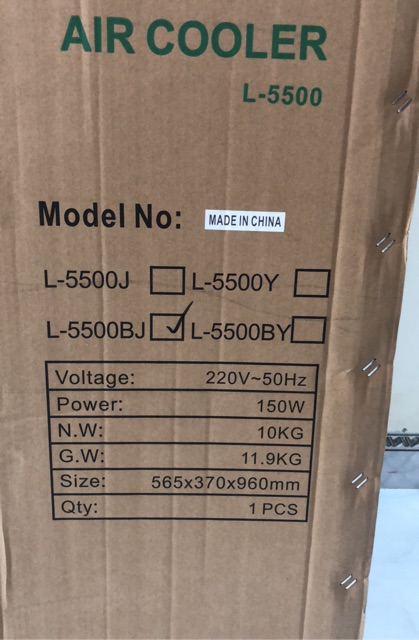 AIR COOLER
L-5500
Model No: MADE IN CHINA
L-5500J L-5500Y
L-5500BJ L-5500BY
Voltage: 220V~50Hz
Power: 150W
N.W: 10KG
G.W: 11.9KG
Size: 565x370x960mm
Qty: 1 PCS